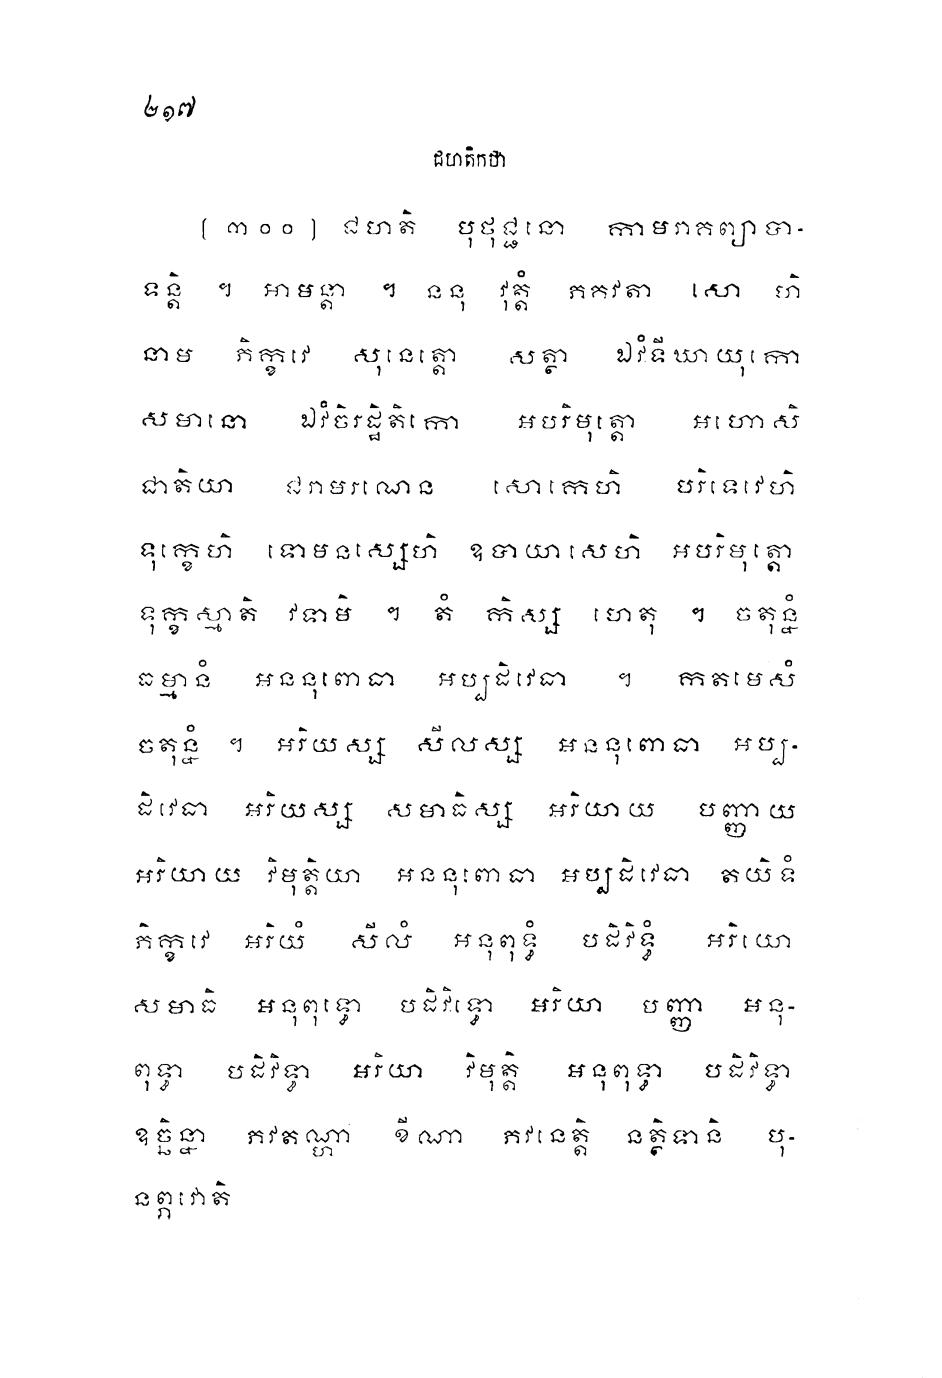 ២១៧
ជហតិកថា
(៣០០) ជហតិ បុថុជ្ជនោ កាមរាគព្យាបា-
ទន្តិ ។ អាមន្តា ។ ននុ វុត្តំ ភគវតា សោ ហិ
នាម ភិក្ខវេ សុនេត្តោ សត្ថា ឯវំទីឃាយុកោ
សមានោ ឯវំចិរដ្ឋិតិកោ អបរិមុត្តោ អហោសិ
ជាតិយា ជរាមរណេន សោកេហិ បរិទេវេហិ
ទុក្ខេហិ ទោមនស្សេហិ ឧបាយាសេហិ អបរិមុត្តោ
ទុក្ខស្មាតិ វទាមិ ។ តំ កិស្ស ហេតុ ។ ចតុន្នំ
ធម្មានំ អននុពោធា អប្បដិវេធា ។ កតមេសំ
ចតុន្នំ ។ អរិយស្ស សីលស្ស អននុពោធា អប្ប-
ដិវេធា អរិយស្ស សមាធិស្ស អរិយាយ បញ្ញាយ
អរិយាយ វិមុត្តិយា អននុពោធា អប្បដិវេធា តយិទំ
ភិក្ខវេ អរិយំ សីលំ អនុពុទ្ធំ បដិវិទ្ធំ អរិយោ
សមាធិ អនុពុទ្ធោ បដិវិទ្ធោ អរិយា បញ្ញា អនុ-
ពុទ្ធា បដិវិទ្ធា អរិយា វិមុត្តិ អនុពុទ្ធា បដិវិទ្ធា
ឧច្ឆិន្នា ភវតណ្ហា ខីណា ភវនេត្តិ នត្ថិទានិ បុ-
នព្ភវោតិ